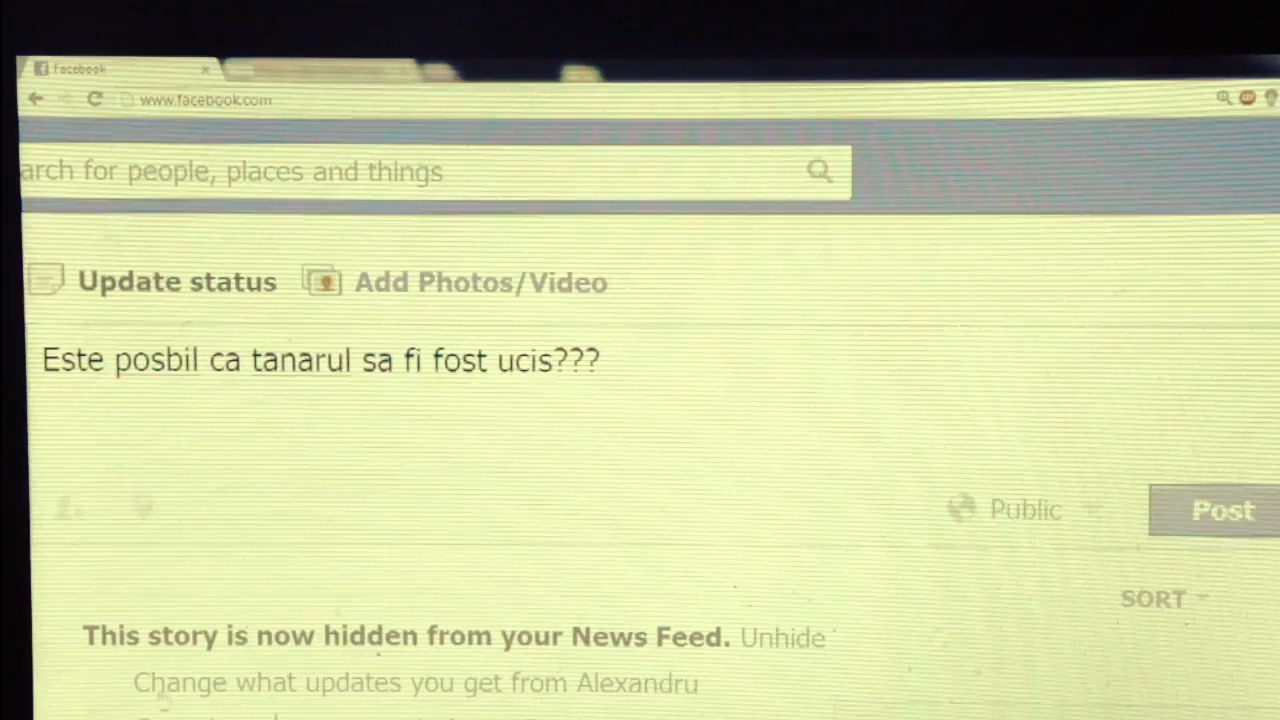 Facebook
www.facebook.com
arch for people, places and things
Update status Add Photos/Video
Este posbil ca tanarul sa fi fost ucis???
Public Post
SORT
This story is now hidden from your News Feed. Unhide
Change what updates you get from Alexandru